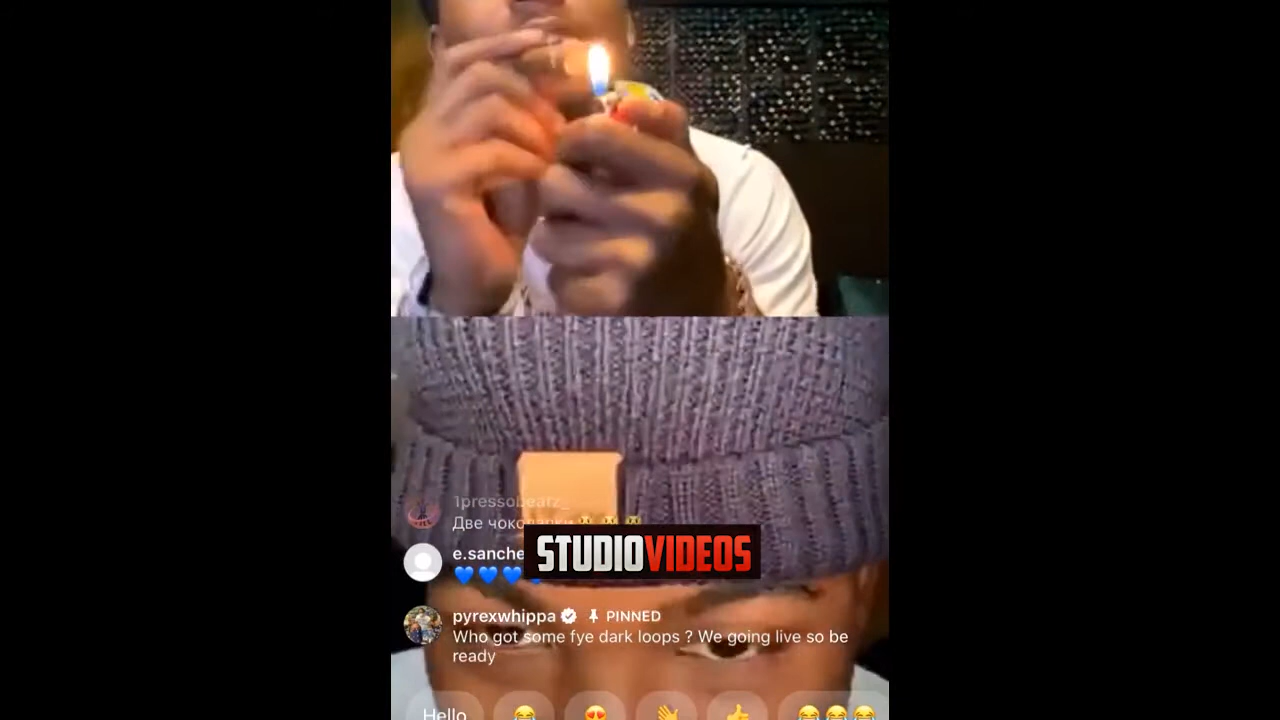 1pressobeatz_
Две чоколадки
e.sanche
STUDIOVIDEOS
pyrexwhippa PINNED
Who got some fye dark loops ? We going live so be
ready
Hello